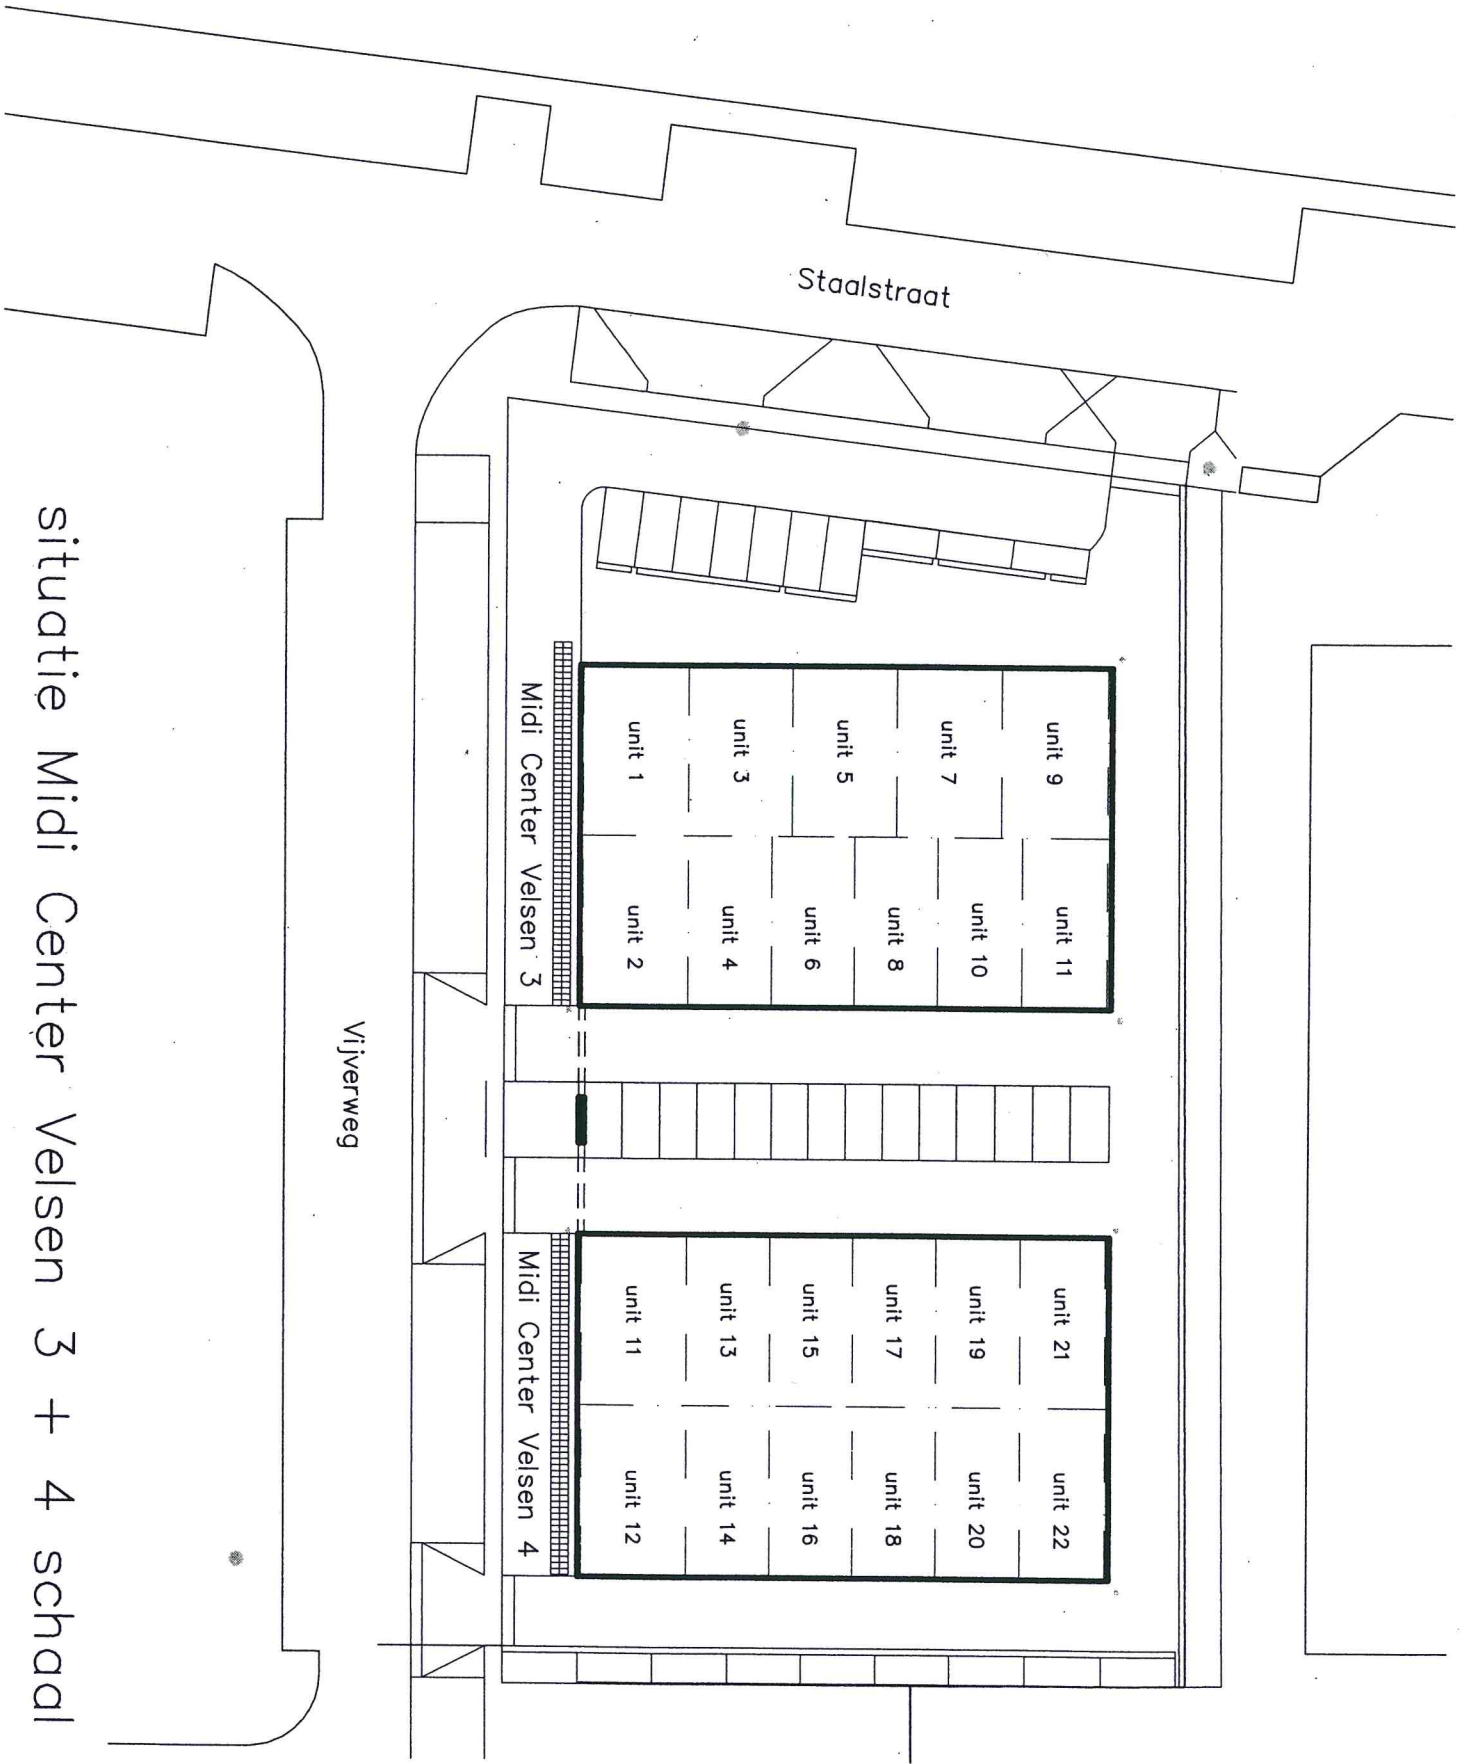 Staalstraat
unit 9
unit 7
unit 5
unit 3
unit 1
unit 11
unit 10
unit 8
unit 6
unit 4
unit 2
Midi Center Velsen 3
Vijverweg
unit 21
unit 19
unit 17
unit 15
unit 13
unit 11
unit 22
unit 20
unit 18
unit 16
unit 14
unit 12
Midi Center Velsen 4
situatie Midi Center Velsen 3 + 4 schaal